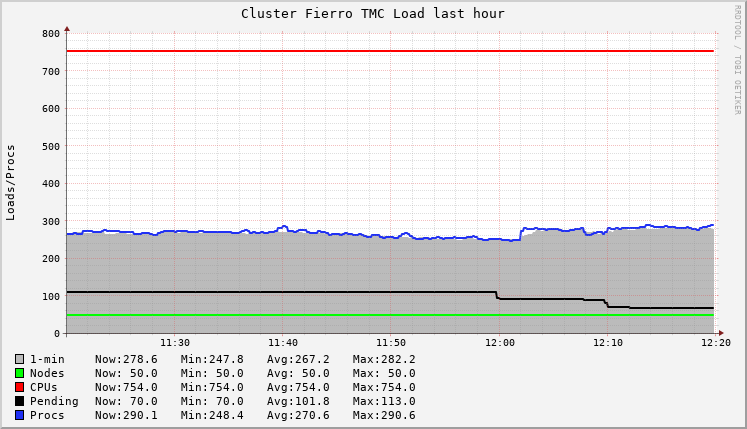 Cluster Fierro TMC Load last hour
RRDTOOL / TOBI OETIKER
Loads/Procs
800
700
600
500
400
300
200
100
0
11:30 11:40 11:50 12:00 12:10 12:20
1-min Now:278.6 Min:247.8 Avg:267.2 Max:282.2
Nodes Now: 50.0 Min: 50.0 Avg: 50.0 Max: 50.0
CPUs Now:754.0 Min:754.0 Avg:754.0 Max:754.0
Pending Now: 70.0 Min: 70.0 Avg:101.8 Max:113.0
Procs Now:290.1 Min:248.4 Avg:270.6 Max:290.6